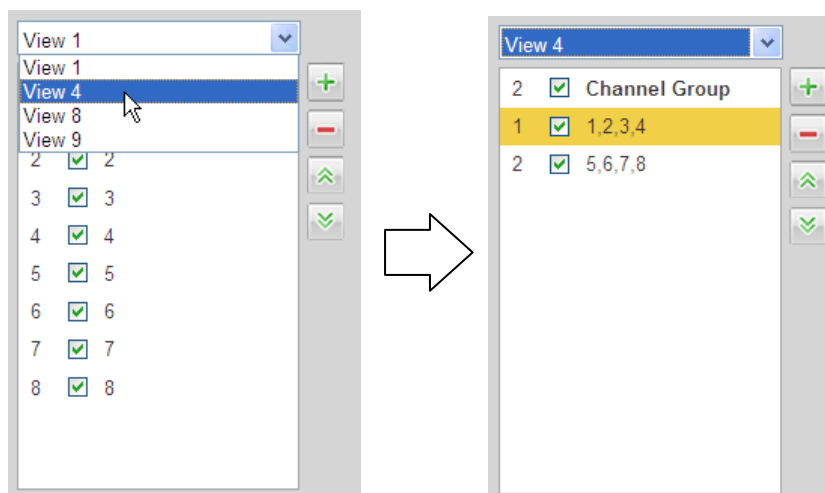 View 1
View 1
View 4
View 8
View 9
2 2
3 3
4 4
5 5
6 6
7 7
8 8
View 4
2 Channel Group
1 1,2,3,4
2 5,6,7,8